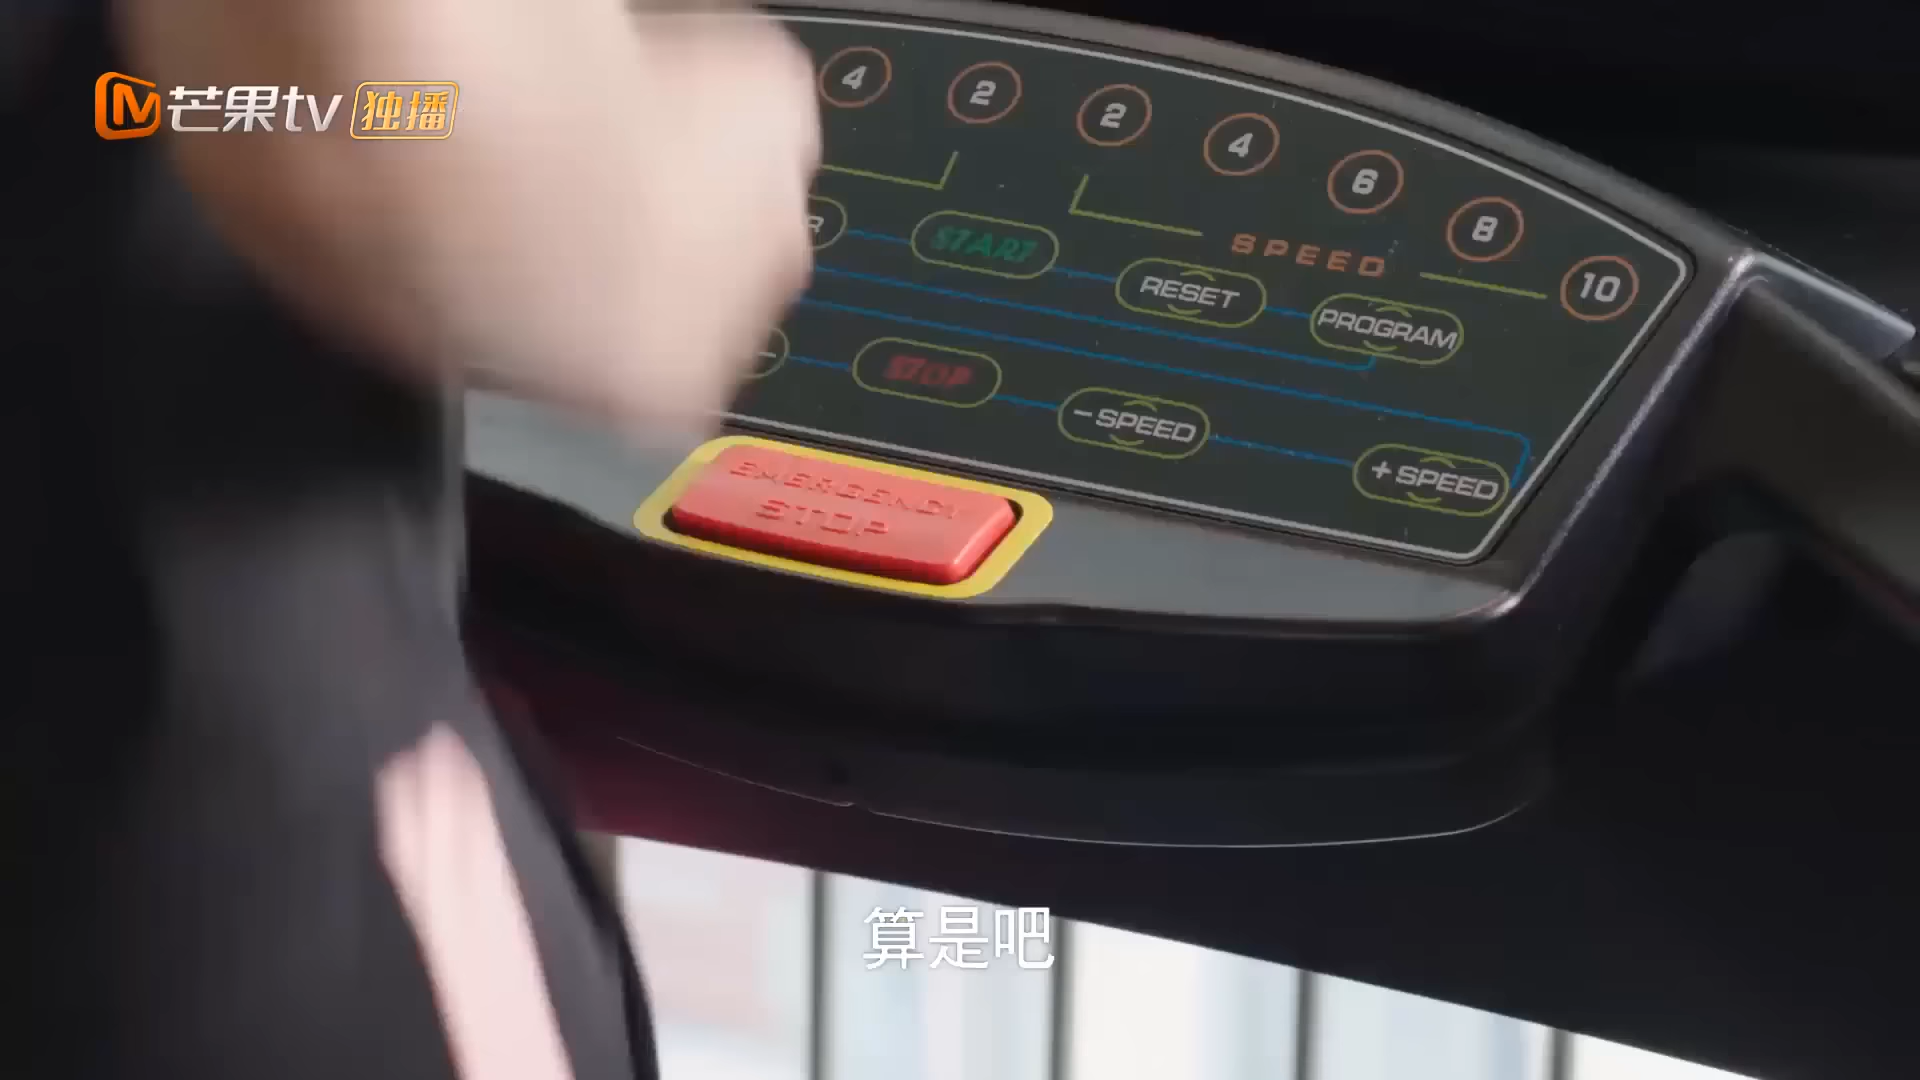 芒果tv 独播
4 2 2 4 6 8 10
SPEED
START RESET PROGRAM
STOP -SPEED +SPEED
EMERGENCY
STOP
算是吧